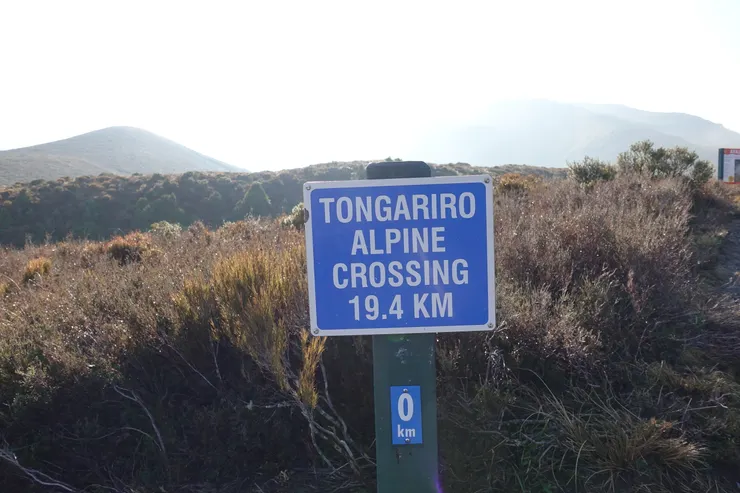 TONGARIRO
ALPINE
CROSSING
19.4 KM
0
km